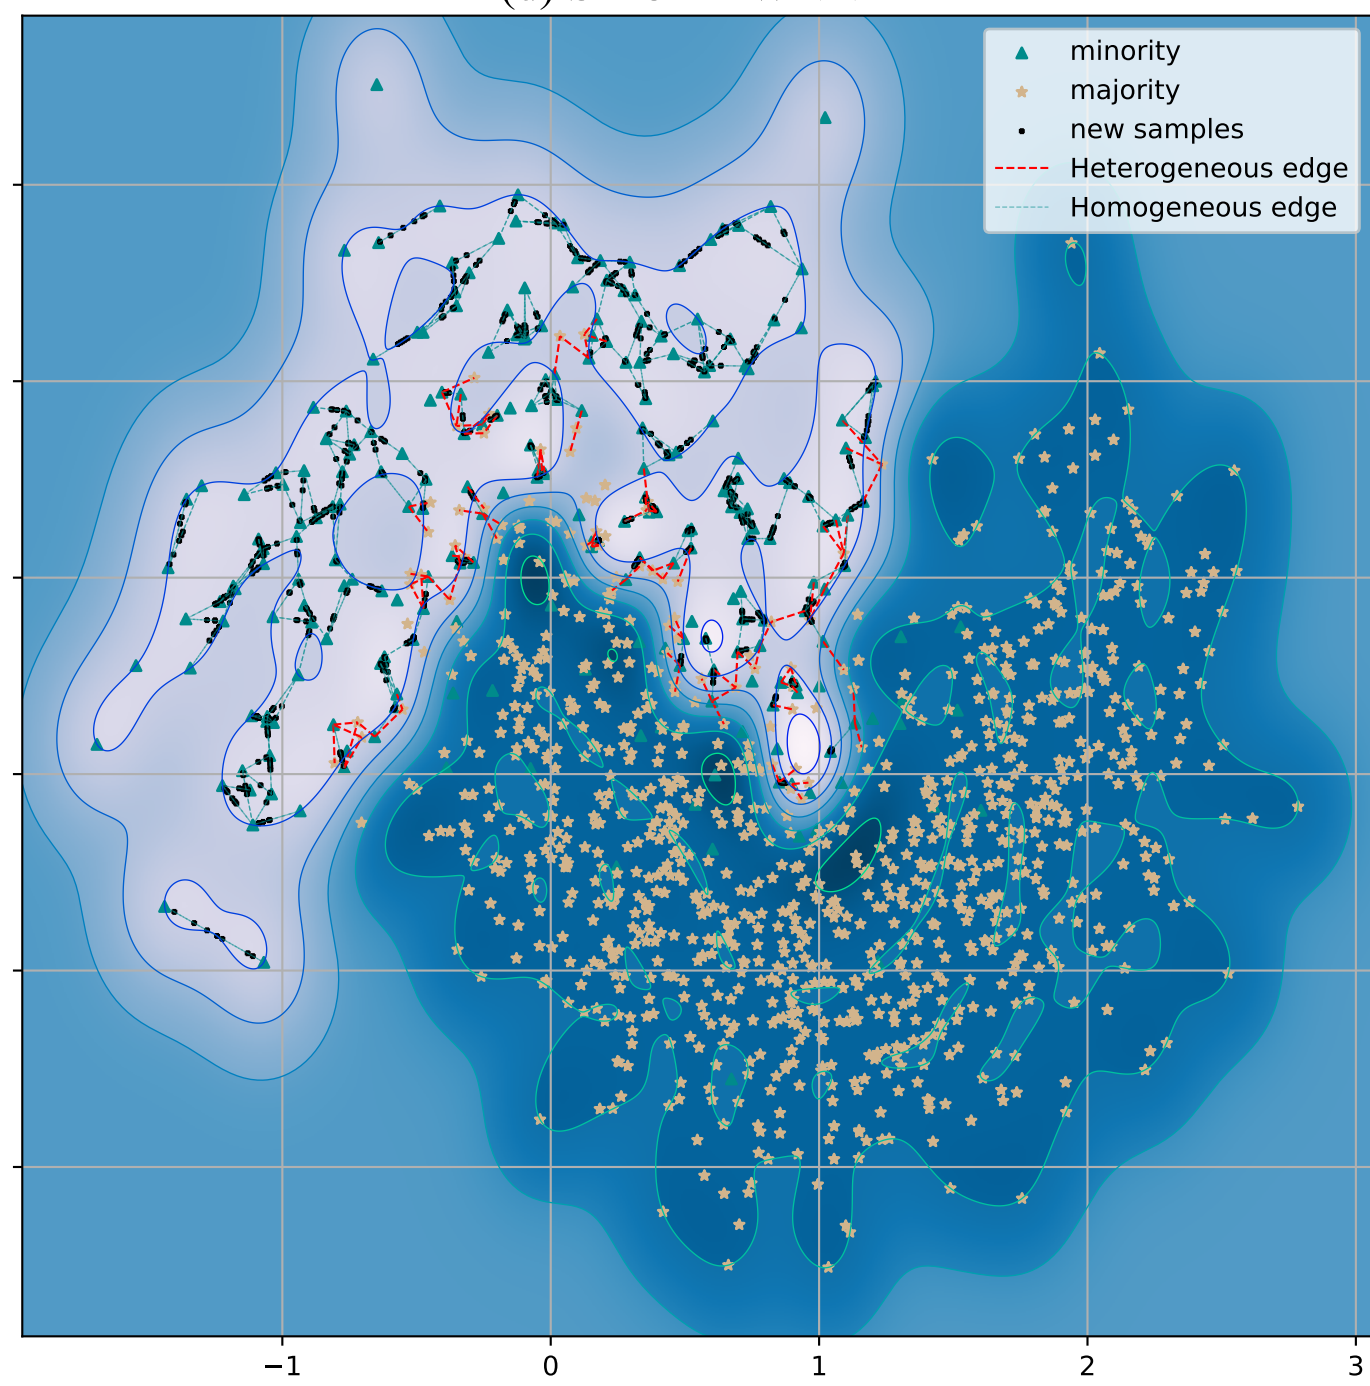 minority
majority
new samples
Heterogeneous edge
Homogeneous edge
−1 0 1 2 3